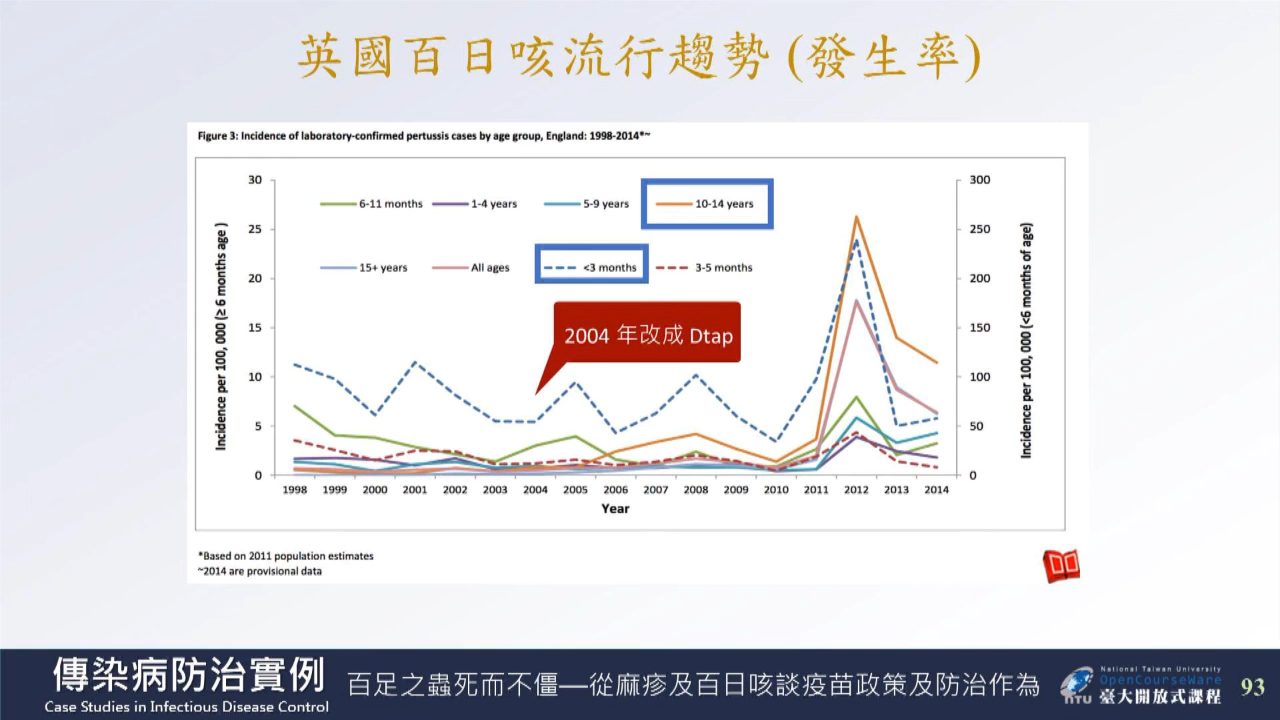 英國百日咳流行趨勢 (發生率)
Figure 3: Incidence of laboratory-confirmed pertussis cases by age group, England: 1998-2014*~
Incidence per 100, 000 (≥ 6 months age )
30
25
20
15
10
5
0
6-11 months
1-4 years
5-9 years
10-14 years
15+ years
All ages
<3 months
3-5 months
2004 年改成 Dtap
300
250
200
150
100
50
0
Incidence per 100, 000 (<6 months of age)
1998 1999 2000 2001 2002 2003 2004 2005 2006 2007 2008 2009 2010 2011 2012 2013 2014
Year
*Based on 2011 population estimates
~2014 are provisional data
傳染病防治實例
Case Studies in Infectious Disease Control
百足之蟲死而不僵—從麻疹及百日咳談疫苗政策及防治作為
NTU
National Taiwan University
OpenCourseWare
臺大開放式課程
93